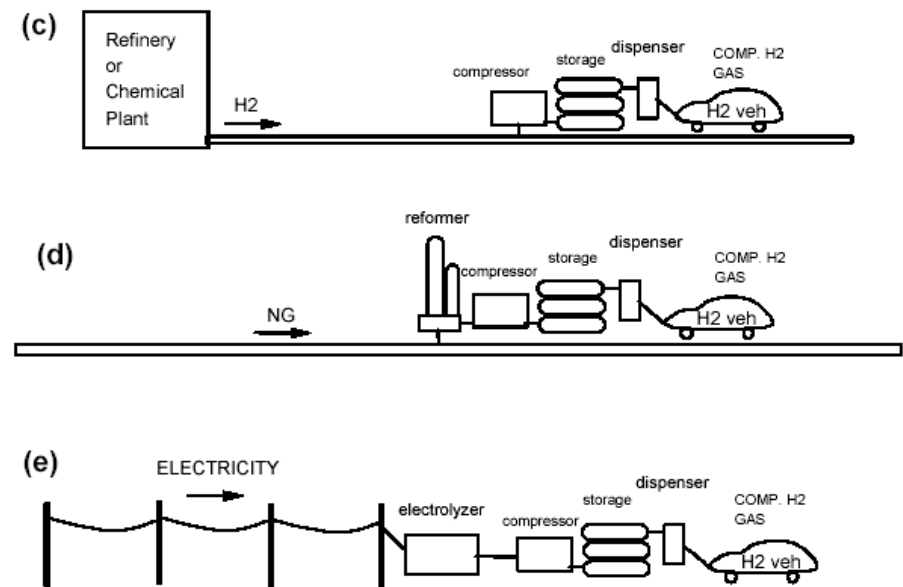 (c)
Refinery
or
Chemical
Plant
H2
compressor
storage
dispenser
COMP. H2
GAS
H2 veh
(d)
NG
reformer
compressor
storage
dispenser
COMP. H2
GAS
H2 veh
(e)
ELECTRICITY
electrolyzer
compressor
storage
dispenser
COMP. H2
GAS
H2 veh